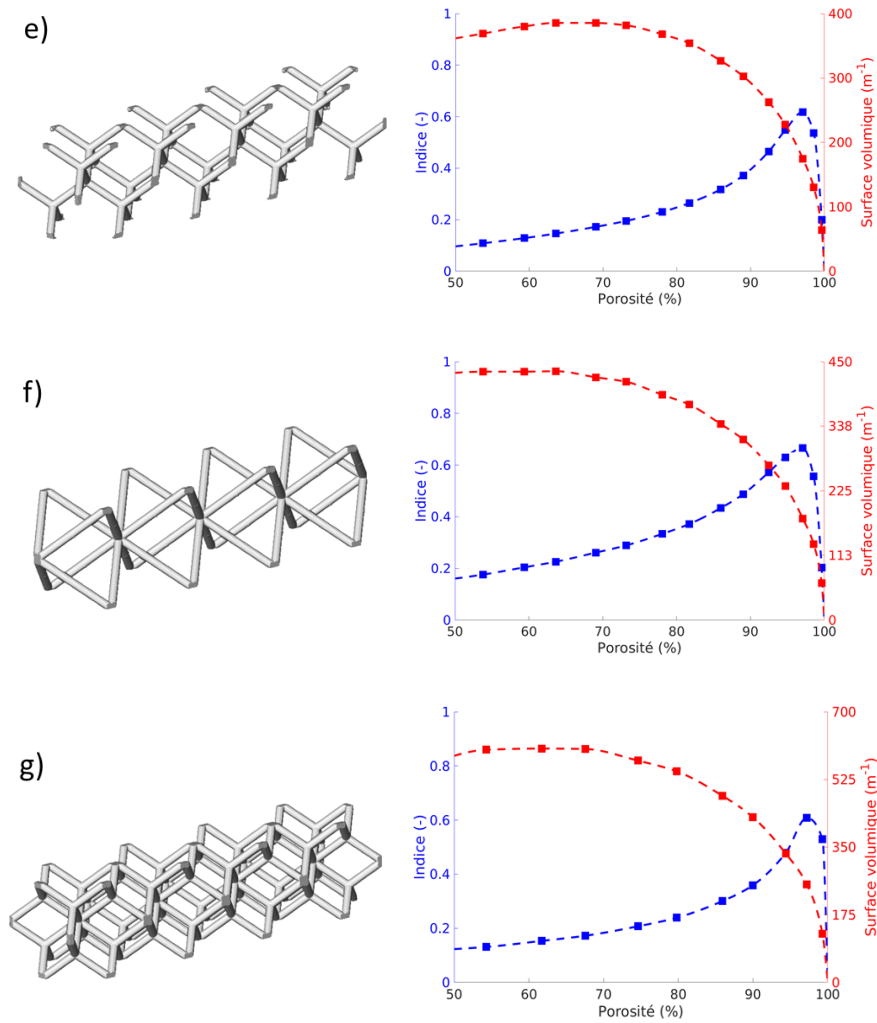 e)
Indice (-)
1
0.8
0.6
0.4
0.2
0
400
300
200
100
0
Surface volumique (m⁻¹)
50 60 70 80 90 100
Porosité (%)
f)
Indice (-)
1
0.8
0.6
0.4
0.2
0
450
338
225
113
0
Surface volumique (m⁻¹)
50 60 70 80 90 100
Porosité (%)
g)
Indice (-)
1
0.8
0.6
0.4
0.2
0
700
525
350
175
0
Surface volumique (m⁻¹)
50 60 70 80 90 100
Porosité (%)